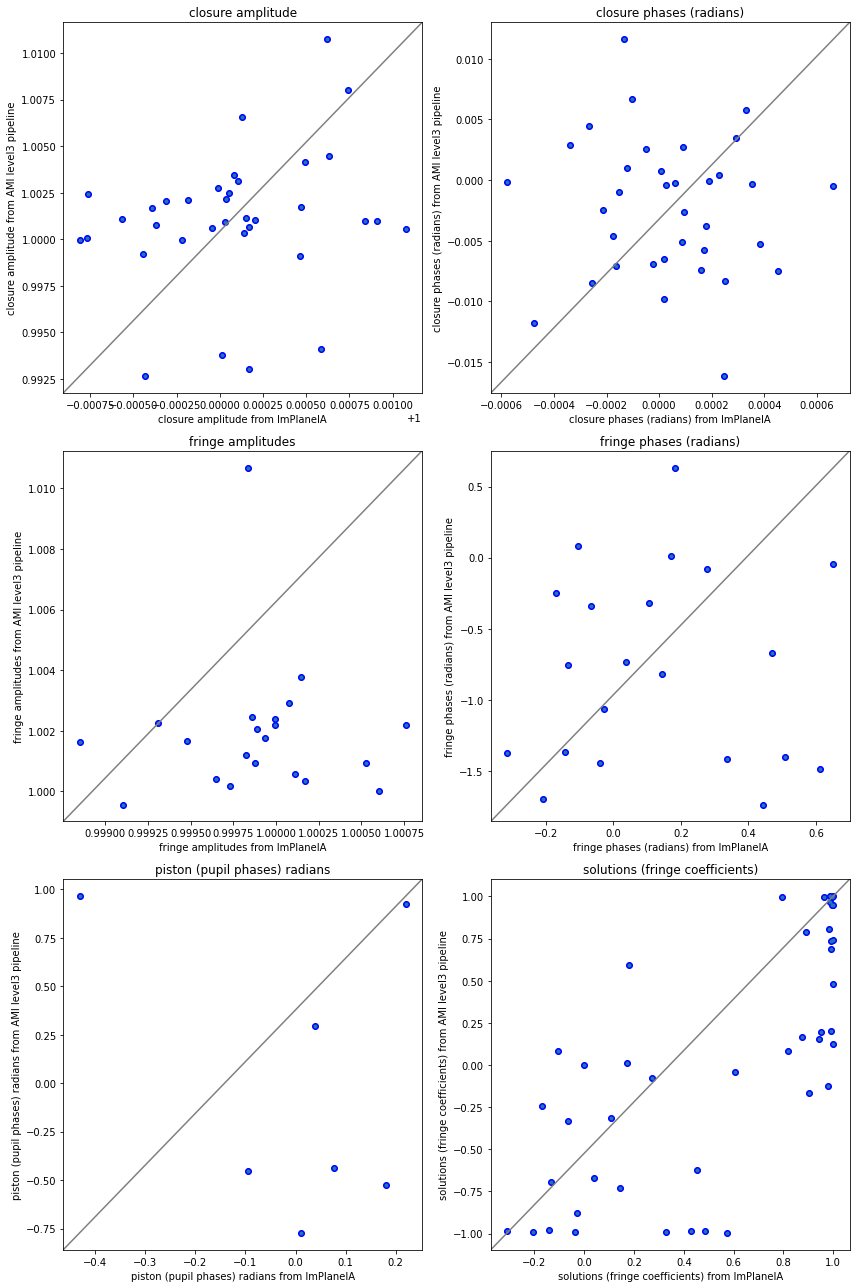 closure amplitude
closure amplitude from AMI level3 pipeline
1.0100
1.0075
1.0050
1.0025
1.0000
0.9975
0.9950
0.9925
−0.00075 −0.00050 −0.00025 0.00000 0.00025 0.00050 0.00075 0.00100
closure amplitude from ImPlaneIA
+1
closure phases (radians)
closure phases (radians) from AMI level3 pipeline
0.010
0.005
0.000
−0.005
−0.010
−0.015
−0.0006 −0.0004 −0.0002 0.0000 0.0002 0.0004 0.0006
closure phases (radians) from ImPlaneIA
fringe amplitudes
fringe amplitudes from AMI level3 pipeline
1.010
1.008
1.006
1.004
1.002
1.000
0.99900 0.99925 0.99950 0.99975 1.00000 1.00025 1.00050 1.00075
fringe amplitudes from ImPlaneIA
fringe phases (radians)
fringe phases (radians) from AMI level3 pipeline
0.5
0.0
−0.5
−1.0
−1.5
−0.2 0.0 0.2 0.4 0.6
fringe phases (radians) from ImPlaneIA
piston (pupil phases) radians
piston (pupil phases) radians from AMI level3 pipeline
1.00
0.75
0.50
0.25
0.00
−0.25
−0.50
−0.75
−0.4 −0.3 −0.2 −0.1 0.0 0.1 0.2
piston (pupil phases) radians from ImPlaneIA
solutions (fringe coefficients)
solutions (fringe coefficients) from AMI level3 pipeline
1.00
0.75
0.50
0.25
0.00
−0.25
−0.50
−0.75
−1.00
−0.2 0.0 0.2 0.4 0.6 0.8 1.0
solutions (fringe coefficients) from ImPlaneIA